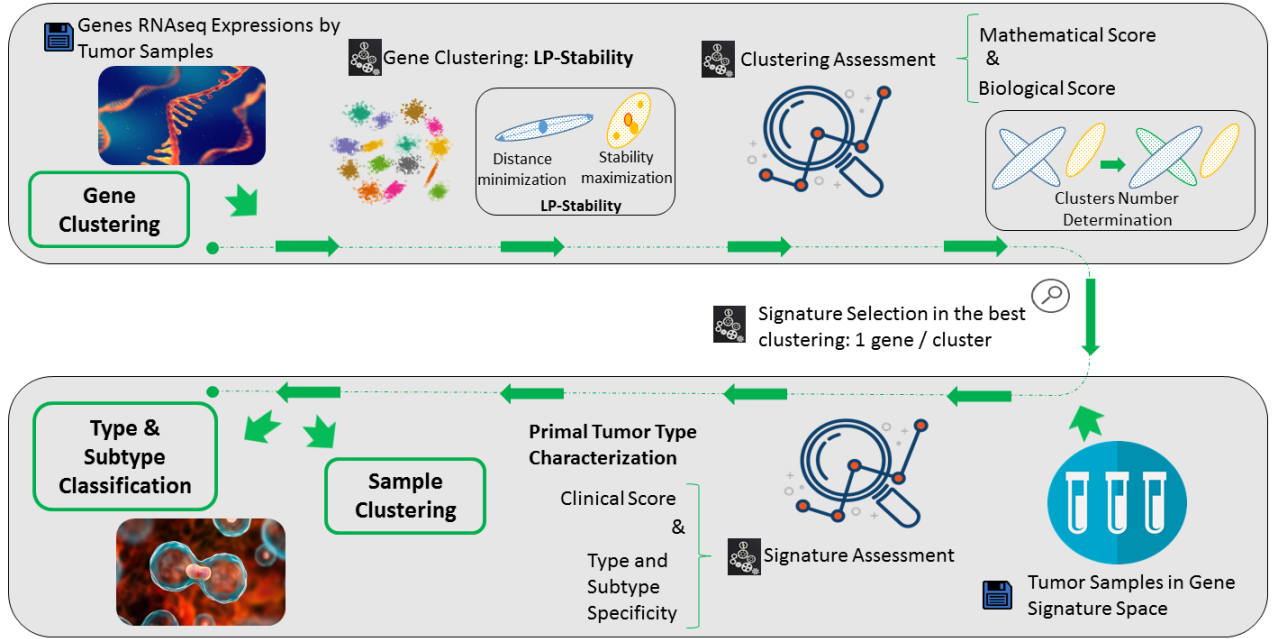 Genes RNAseq Expressions by
Tumor Samples
Gene
Clustering
Gene Clustering: LP-Stability
Distance
minimization
Stability
maximization
LP-Stability
Clustering Assessment
Mathematical Score
&
Biological Score
Clusters Number
Determination
Signature Selection in the best
clustering: 1 gene / cluster
Type &
Subtype
Classification
Sample
Clustering
Primal Tumor Type
Characterization
Clinical Score
&
Type and
Subtype
Specificity
Signature Assessment
Tumor Samples in Gene
Signature Space